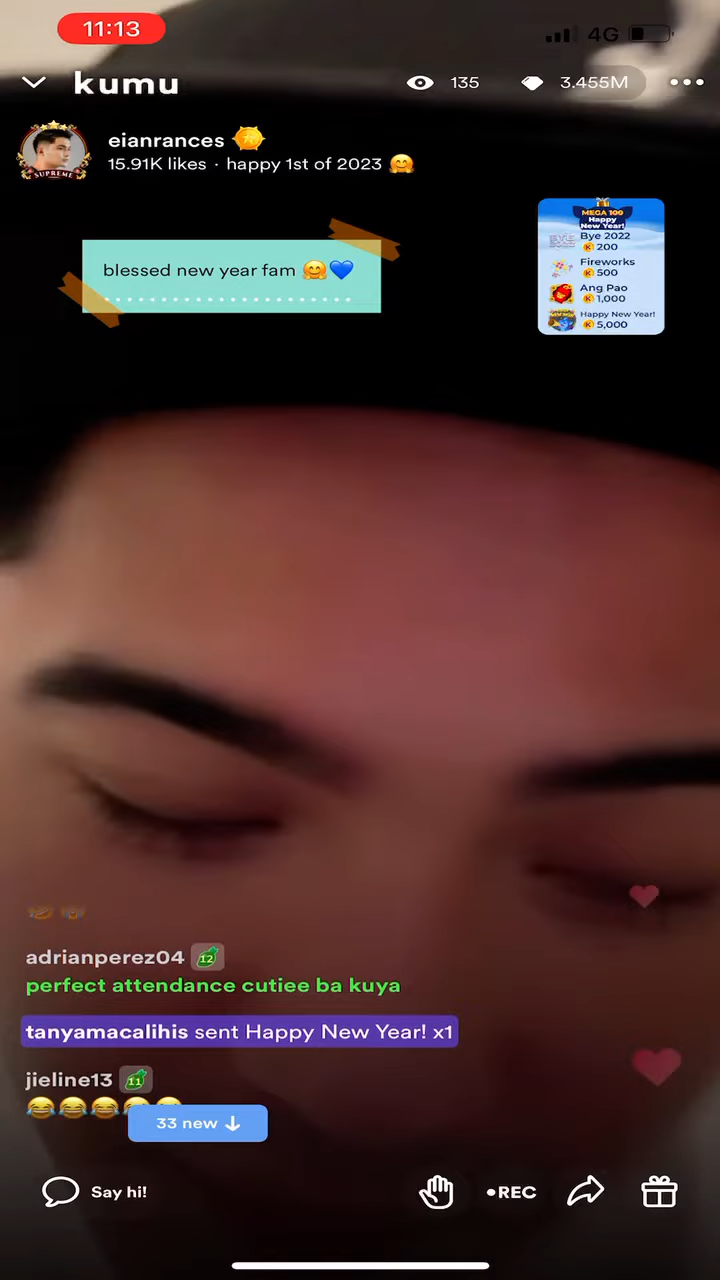 11:13
4G
kumu
135
3.455M
eianrances
15.91K likes · happy 1st of 2023 🤗
SUPREME
blessed new year fam 🤗💙
MEGA 100
Happy
New Year!
Bye 2022
200
Fireworks
500
Ang Pao
1,000
Happy New Year!
5,000
adrianperez04 12
perfect attendance cutiee ba kuya
tanyamacalihis sent Happy New Year! x1
jieline13 11
😂😂😂😂😂
33 new ↓
Say hi!
•REC